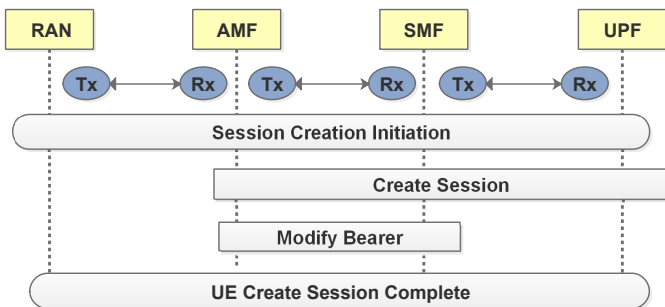 RAN AMF SMF UPF
Tx Rx Tx Rx Tx Rx
Session Creation Initiation
Create Session
Modify Bearer
UE Create Session Complete